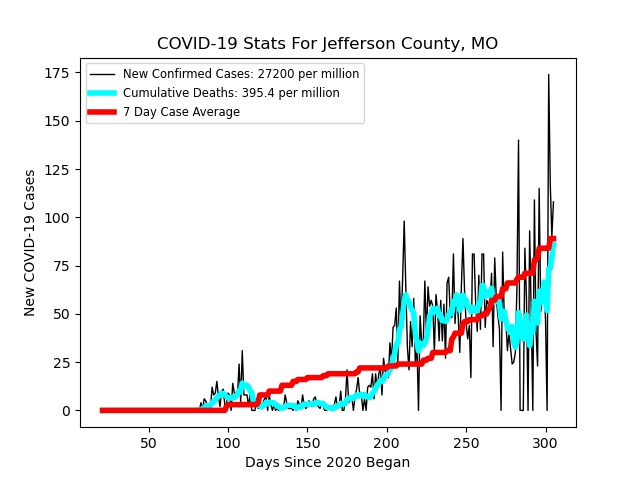 COVID-19 Stats For Jefferson County, MO
New Confirmed Cases: 27200 per million
Cumulative Deaths: 395.4 per million
7 Day Case Average
175
150
125
100
75
50
25
0
New COVID-19 Cases
50 100 150 200 250 300
Days Since 2020 Began